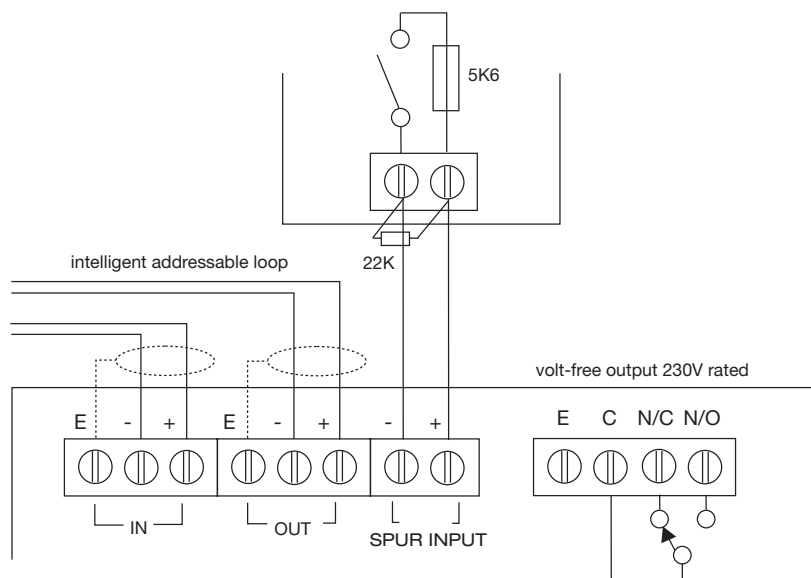 5K6
22K
intelligent addressable loop
volt-free output 230V rated
E - + E - + - + E C N/C N/O
IN OUT SPUR INPUT